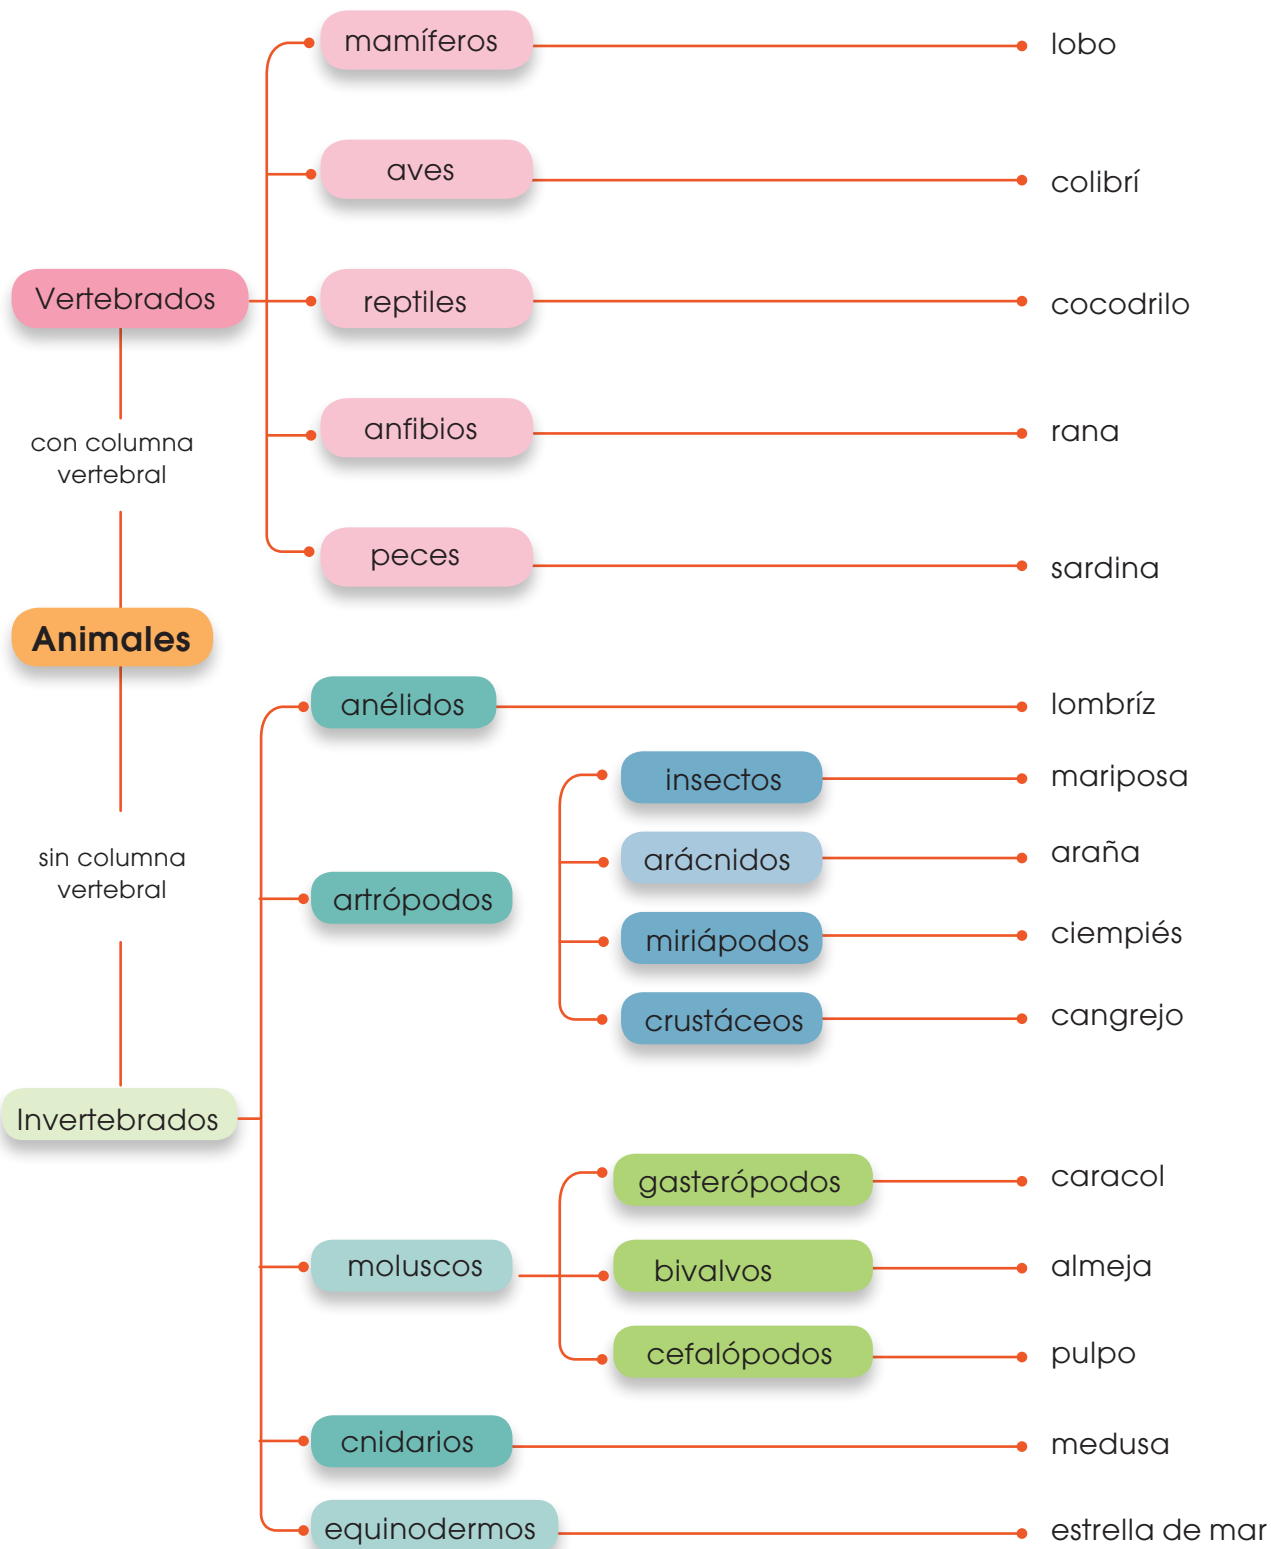 mamíferos
lobo
aves
colibrí
Vertebrados
reptiles
cocodrilo
con columna
vertebral
anfibios
rana
peces
sardina
Animales
anélidos
lombríz
insectos
mariposa
sin columna
vertebral
artrópodos
arácnidos
araña
miriápodos
ciempiés
crustáceos
cangrejo
Invertebrados
gasterópodos
caracol
moluscos
bivalvos
almeja
cefalópodos
pulpo
cnidarios
medusa
equinodermos
estrella de mar